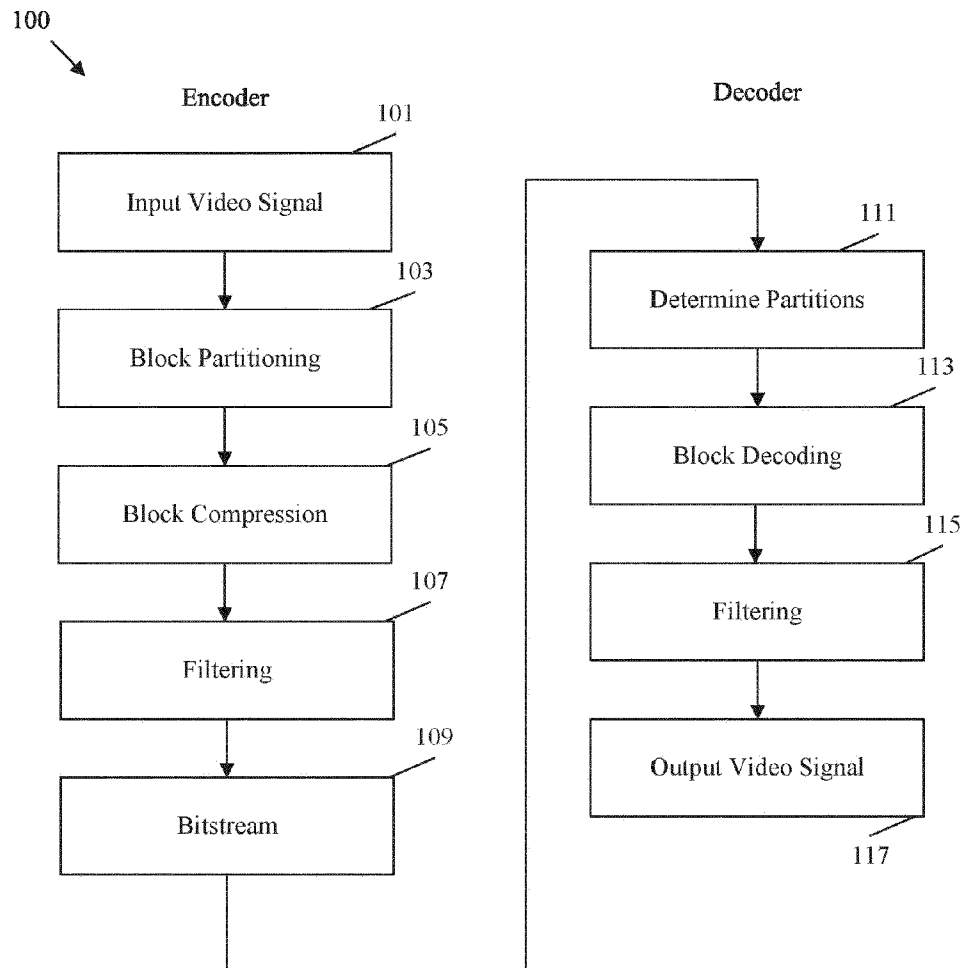 100
Encoder
101
Input Video Signal
103
Block Partitioning
105
Block Compression
107
Filtering
109
Bitstream
Decoder
111
Determine Partitions
113
Block Decoding
115
Filtering
Output Video Signal
117